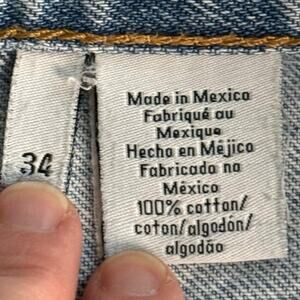 34
Made in Mexico
Fabriqué au
Mexique
Hecho en Méjico
Fabricado na
México
100% cotton/
coton/algodón/
algodão